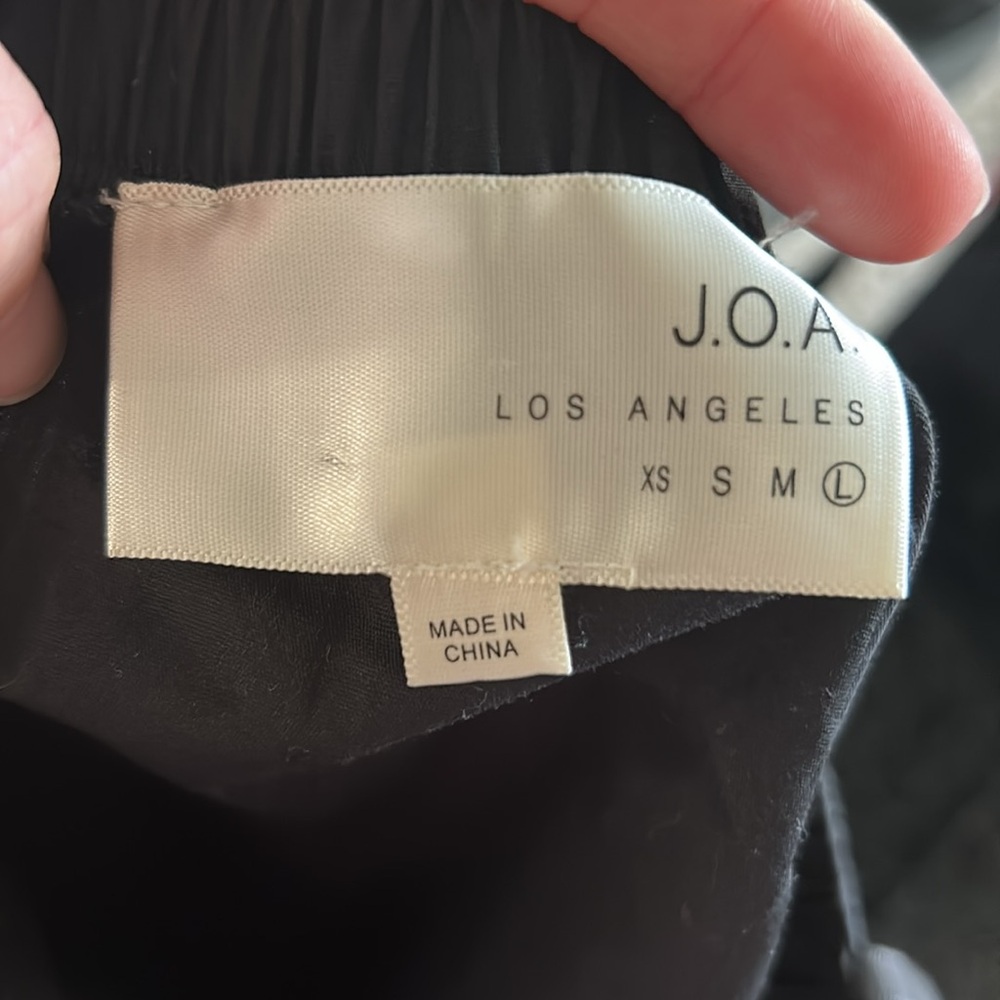 J.O.A.
LOS ANGELES
XS S M L
MADE IN
CHINA